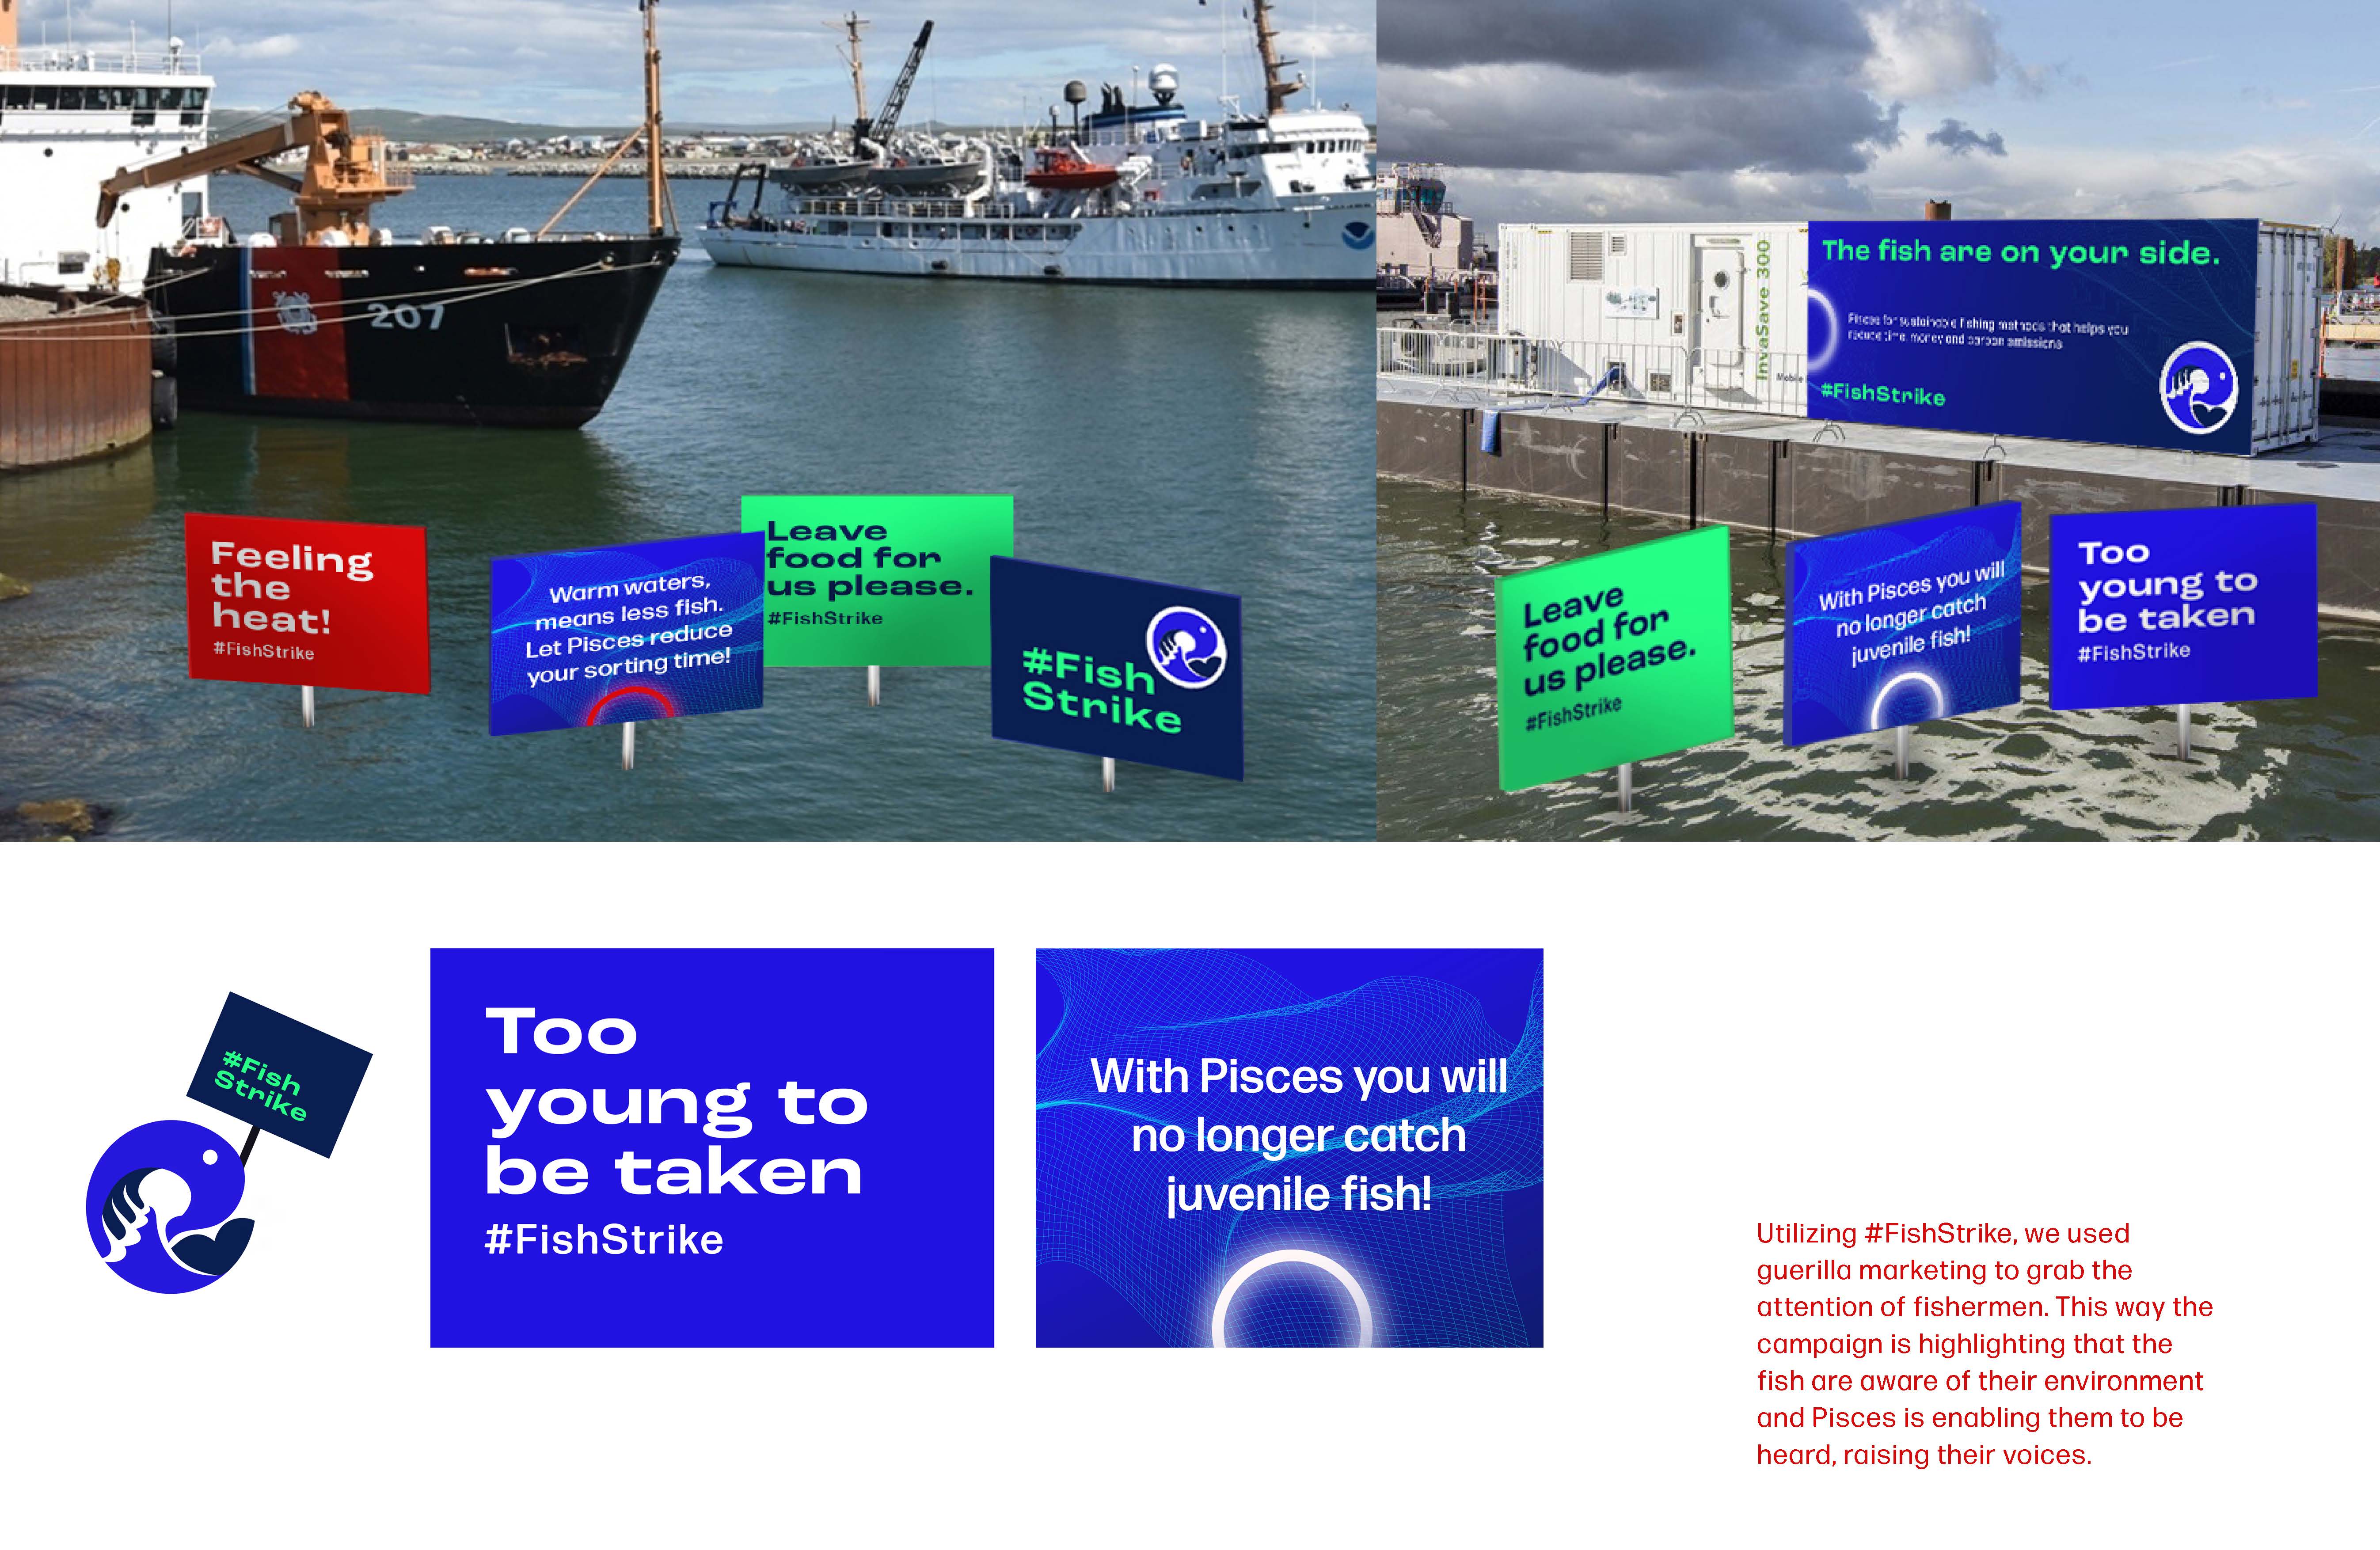 207
Feeling
the
heat!
#FishStrike
Warm waters,
means less fish.
Let Pisces reduce
your sorting time!
Leave
food for
us please.
#FishStrike
#Fish
Strike
InvaSave 300
Mobile
The fish are on your side.
Pisces for sustainable fishing methods that helps you
reduce time, money and carbon emissions
#FishStrike
Leave
food for
us please.
#FishStrike
With Pisces you will
no longer catch
juvenile fish!
Too
young to
be taken
#FishStrike
#Fish
Strike
Too
young to
be taken
#FishStrike
With Pisces you will
no longer catch
juvenile fish!
Utilizing #FishStrike, we used
guerilla marketing to grab the
attention of fishermen. This way the
campaign is highlighting that the
fish are aware of their environment
and Pisces is enabling them to be
heard, raising their voices.